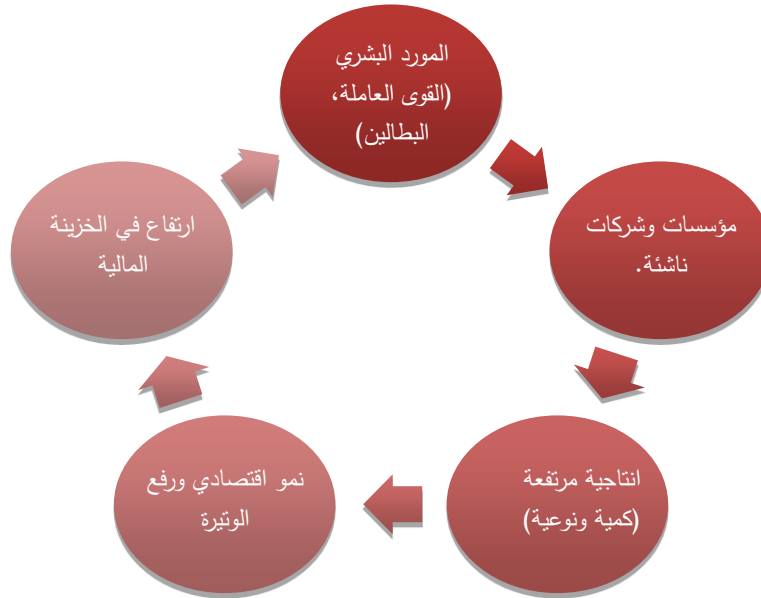 المورد البشري
(القوى العاملة،
البطالين)
مؤسسات وشركات
ناشئة.
انتاجية مرتفعة
(كمية ونوعية)
نمو اقتصادي ورفع
الوتيرة
ارتفاع في الخزينة
المالية